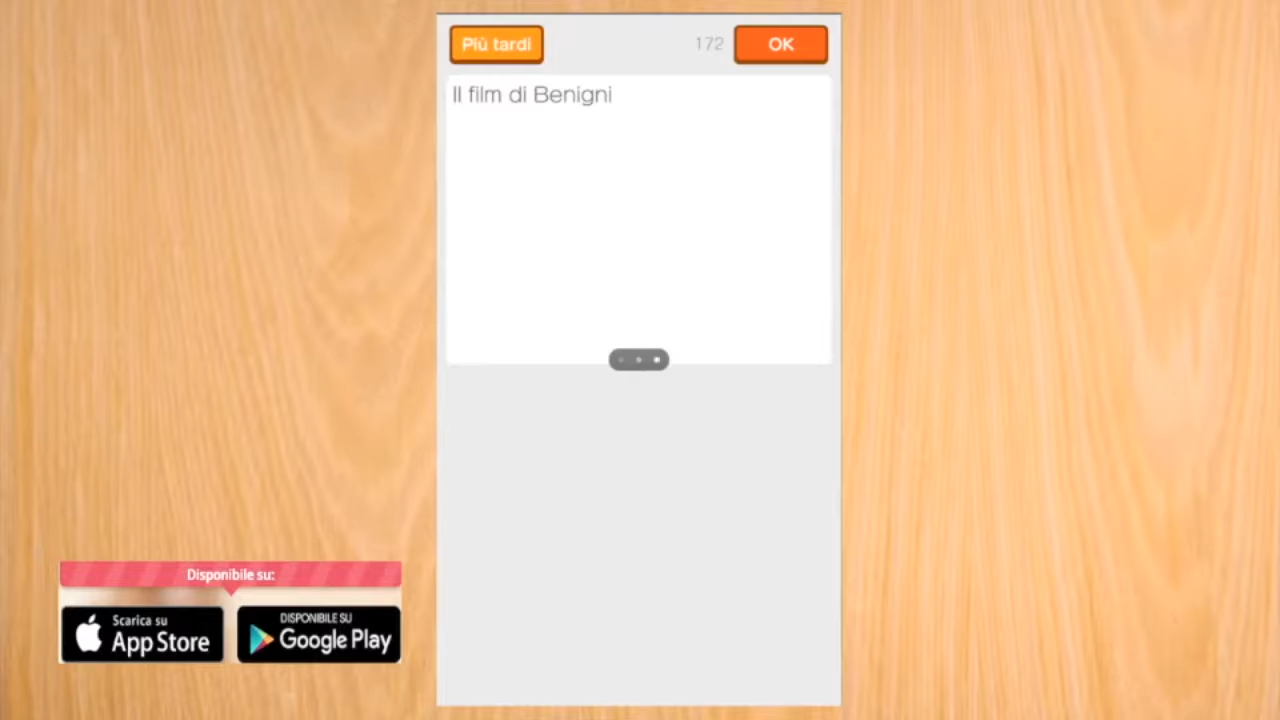 Più tardi
172
OK
Il film di Benigni
Disponibile su:
Scarica su
App Store
DISPONIBILE SU
Google Play